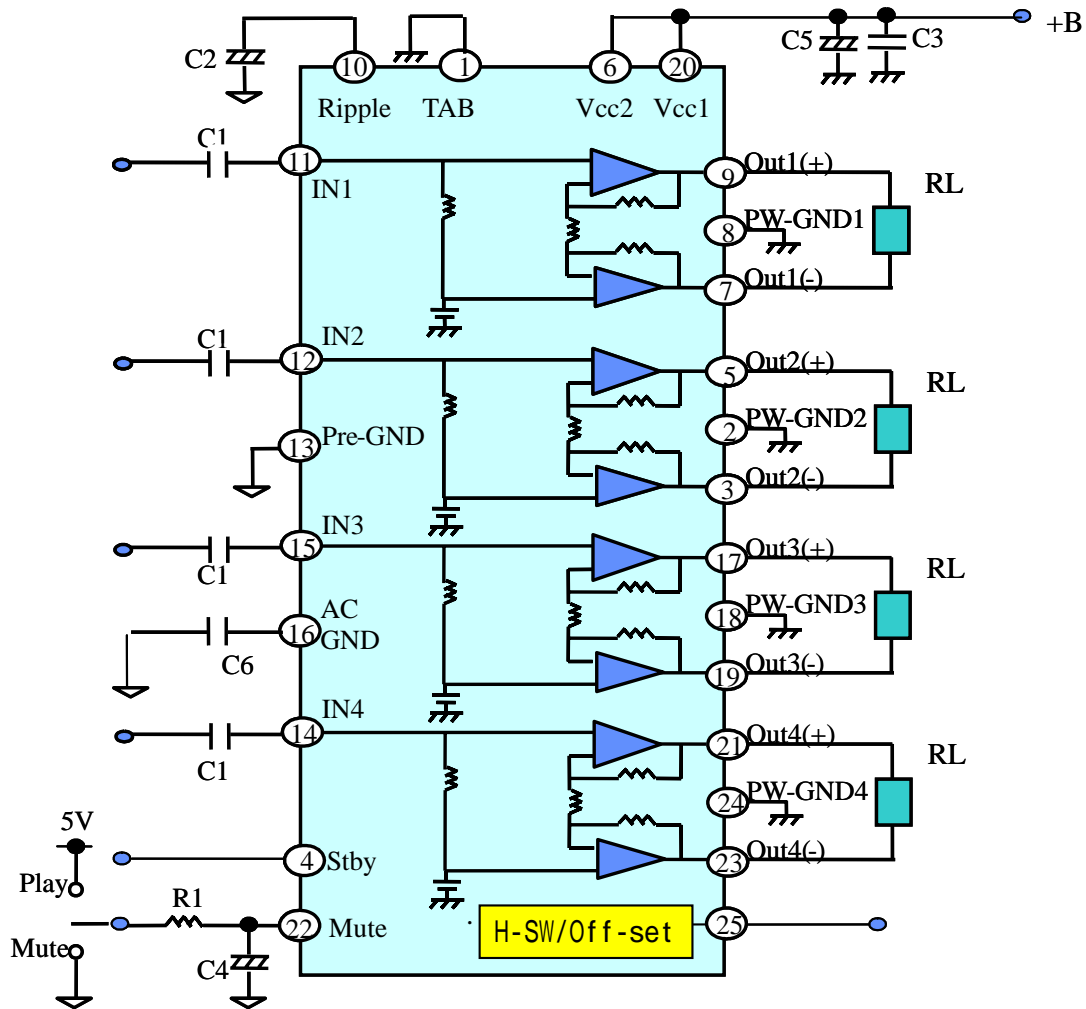 C2
C5
C3
+B
10
1
6
20
Ripple
TAB
Vcc2
Vcc1
C1
11
IN1
9
Out1(+)
RL
8
PW-GND1
7
Out1(-)
C1
12
IN2
5
Out2(+)
RL
13
Pre-GND
2
PW-GND2
3
Out2(-)
C1
15
IN3
17
Out3(+)
RL
16
AC
GND
C6
18
PW-GND3
19
Out3(-)
C1
14
IN4
21
Out4(+)
RL
24
PW-GND4
5V
Play
4
Stby
23
Out4(-)
R1
Mute
22
Mute
C4
H-SW/Off-set
25